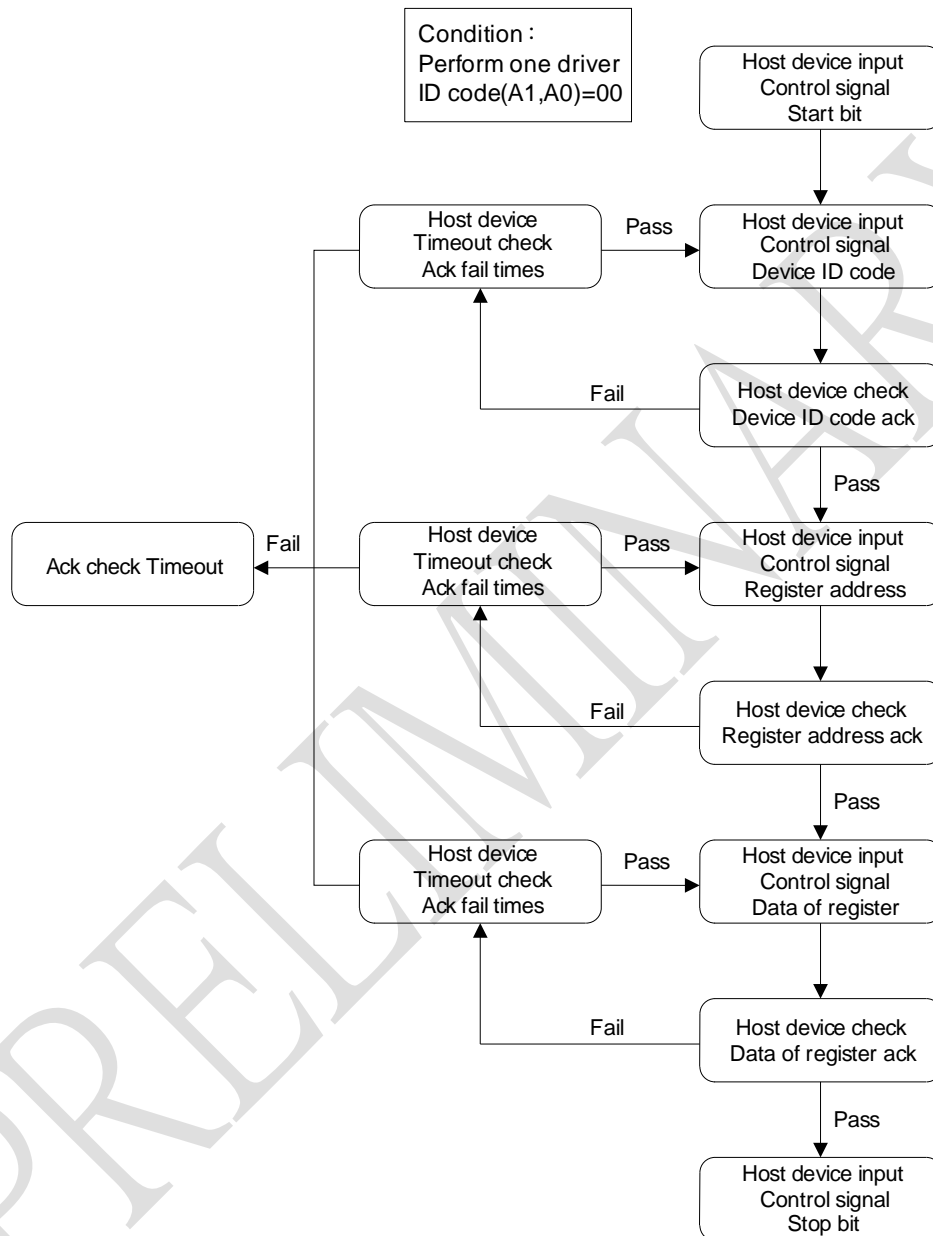 Condition：
Perform one driver
ID code(A1,A0)=00
Host device input
Control signal
Start bit
Host device
Timeout check
Ack fail times
Pass
Host device input
Control signal
Device ID code
Fail
Host device check
Device ID code ack
Pass
Ack check Timeout
Fail
Host device
Timeout check
Ack fail times
Pass
Host device input
Control signal
Register address
Fail
Host device check
Register address ack
Pass
Host device
Timeout check
Ack fail times
Pass
Host device input
Control signal
Data of register
Fail
Host device check
Data of register ack
Pass
Host device input
Control signal
Stop bit
PRELIMINAR